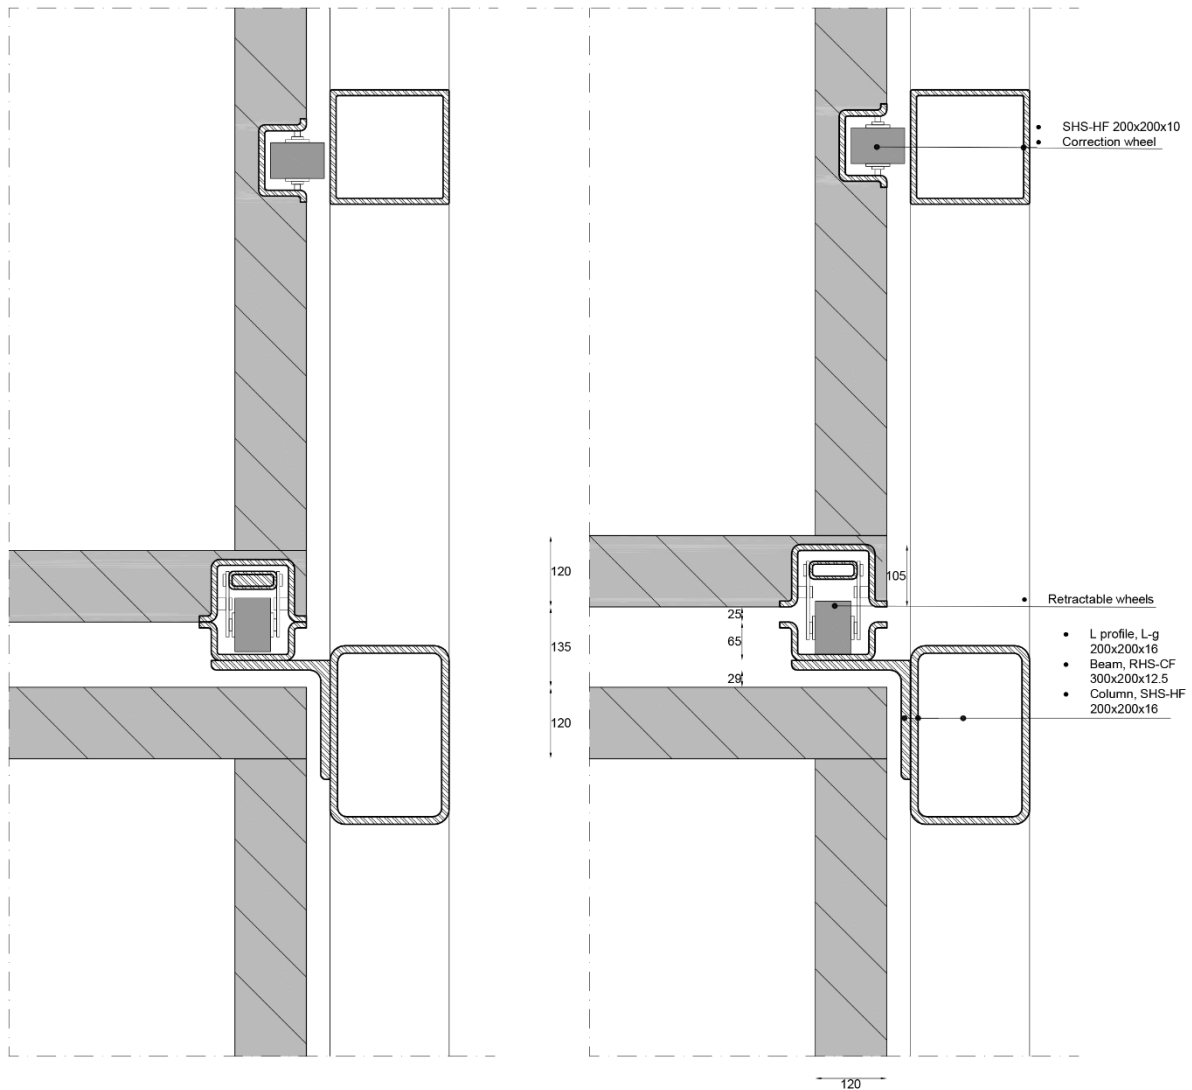 • SHS-HF 200x200x10
• Correction wheel
120
135
120
105
25
65
29
• Retractable wheels
• L profile, L-g
200x200x16
• Beam, RHS-CF
300x200x12.5
• Column, SHS-HF
200x200x16
120